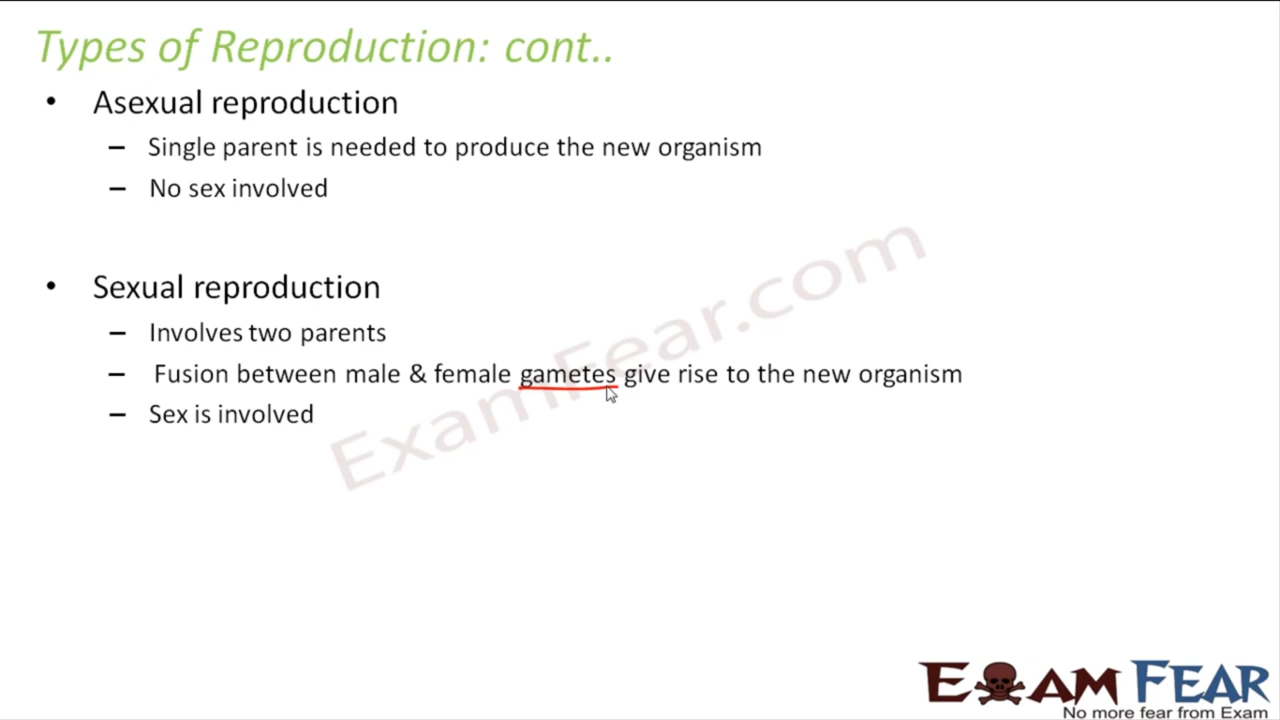 Types of Reproduction: cont..
• Asexual reproduction
– Single parent is needed to produce the new organism
– No sex involved
• Sexual reproduction
– Involves two parents
– Fusion between male & female gametes give rise to the new organism
– Sex is involved
ExamFear.com
EXAM FEAR
No more fear from Exam